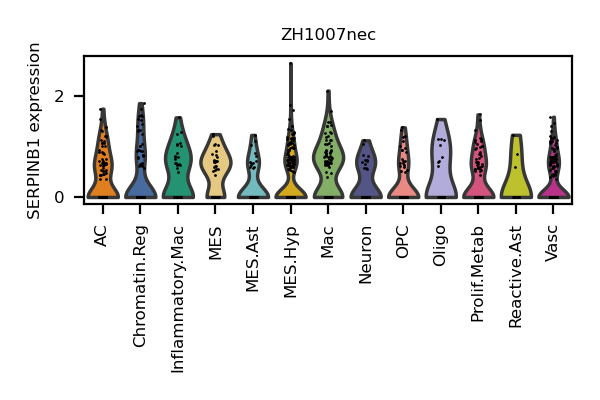 ZH1007nec
SERPINB1 expression
2
0
AC
Chromatin.Reg
Inflammatory.Mac
MES
MES.Ast
MES.Hyp
Mac
Neuron
OPC
Oligo
Prolif.Metab
Reactive.Ast
Vasc